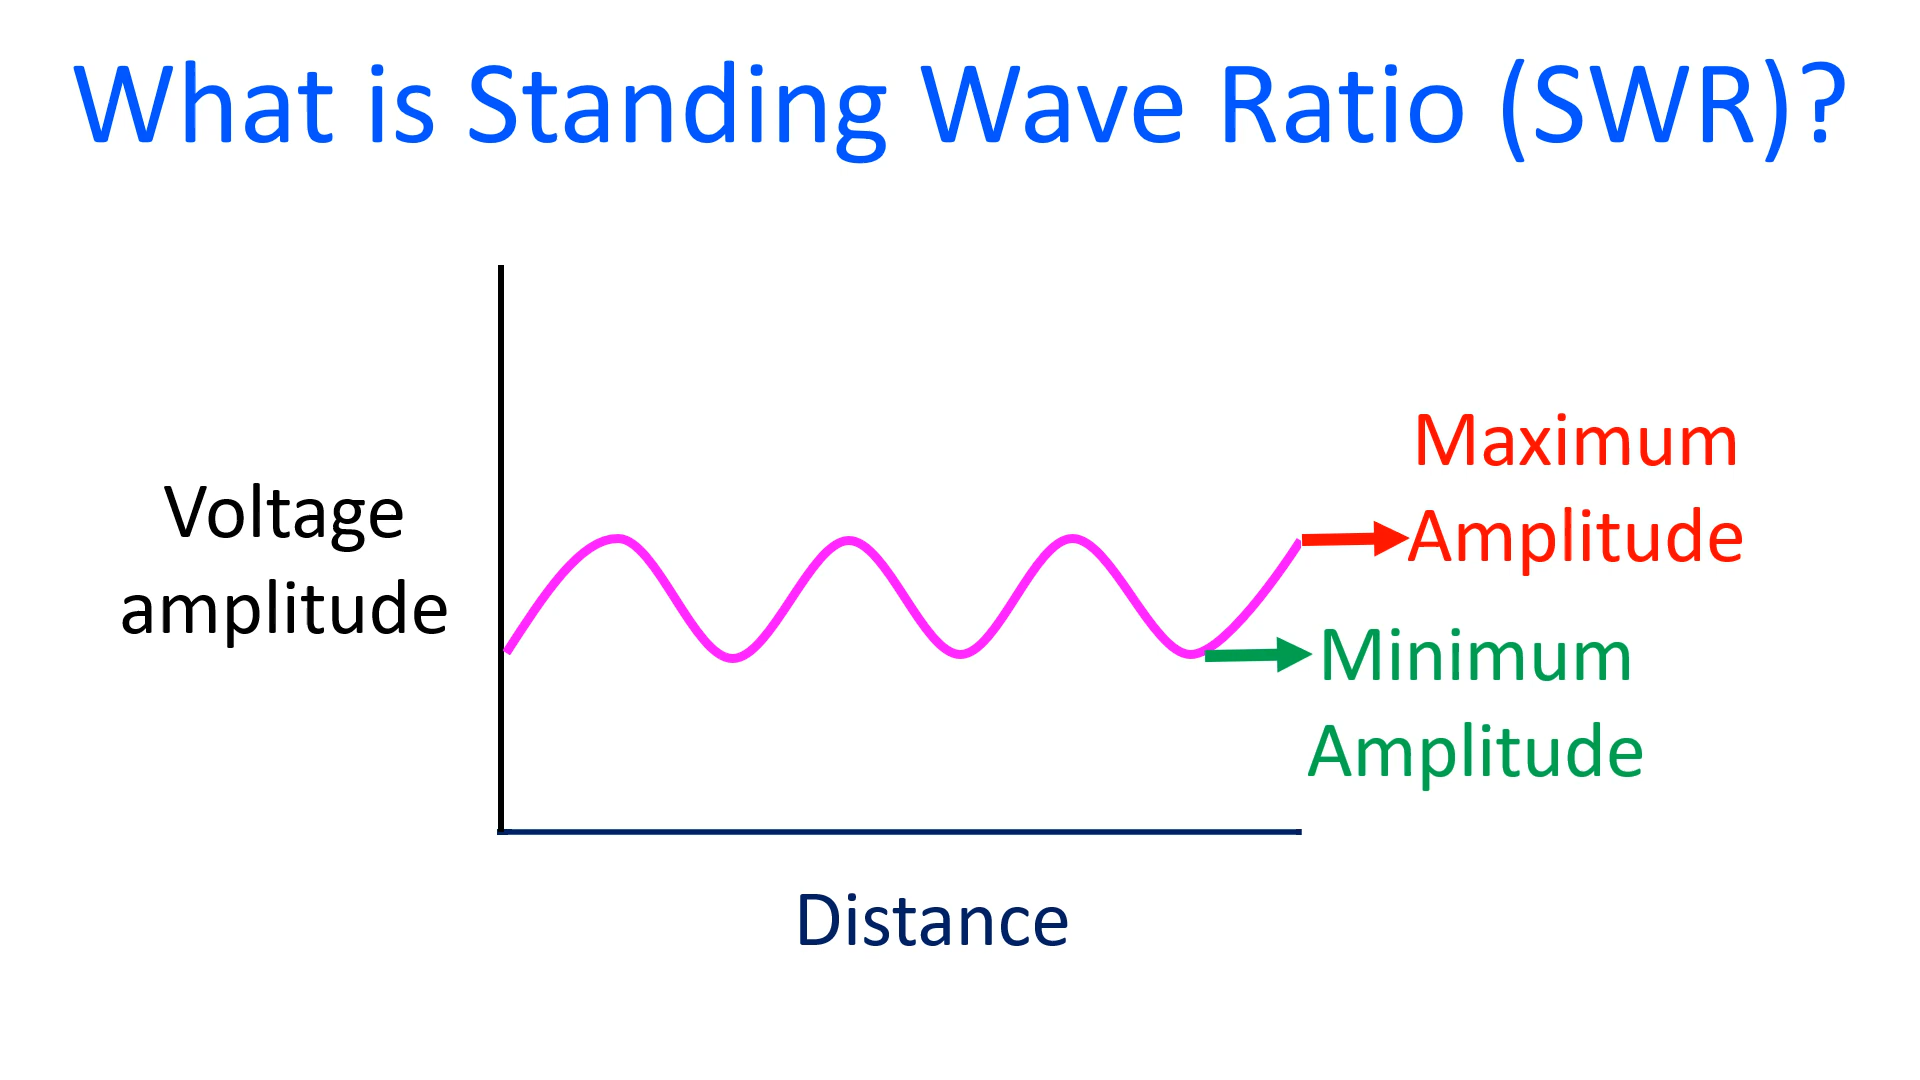 What is Standing Wave Ratio (SWR)?
Voltage
amplitude
Maximum
Amplitude
Minimum
Amplitude
Distance